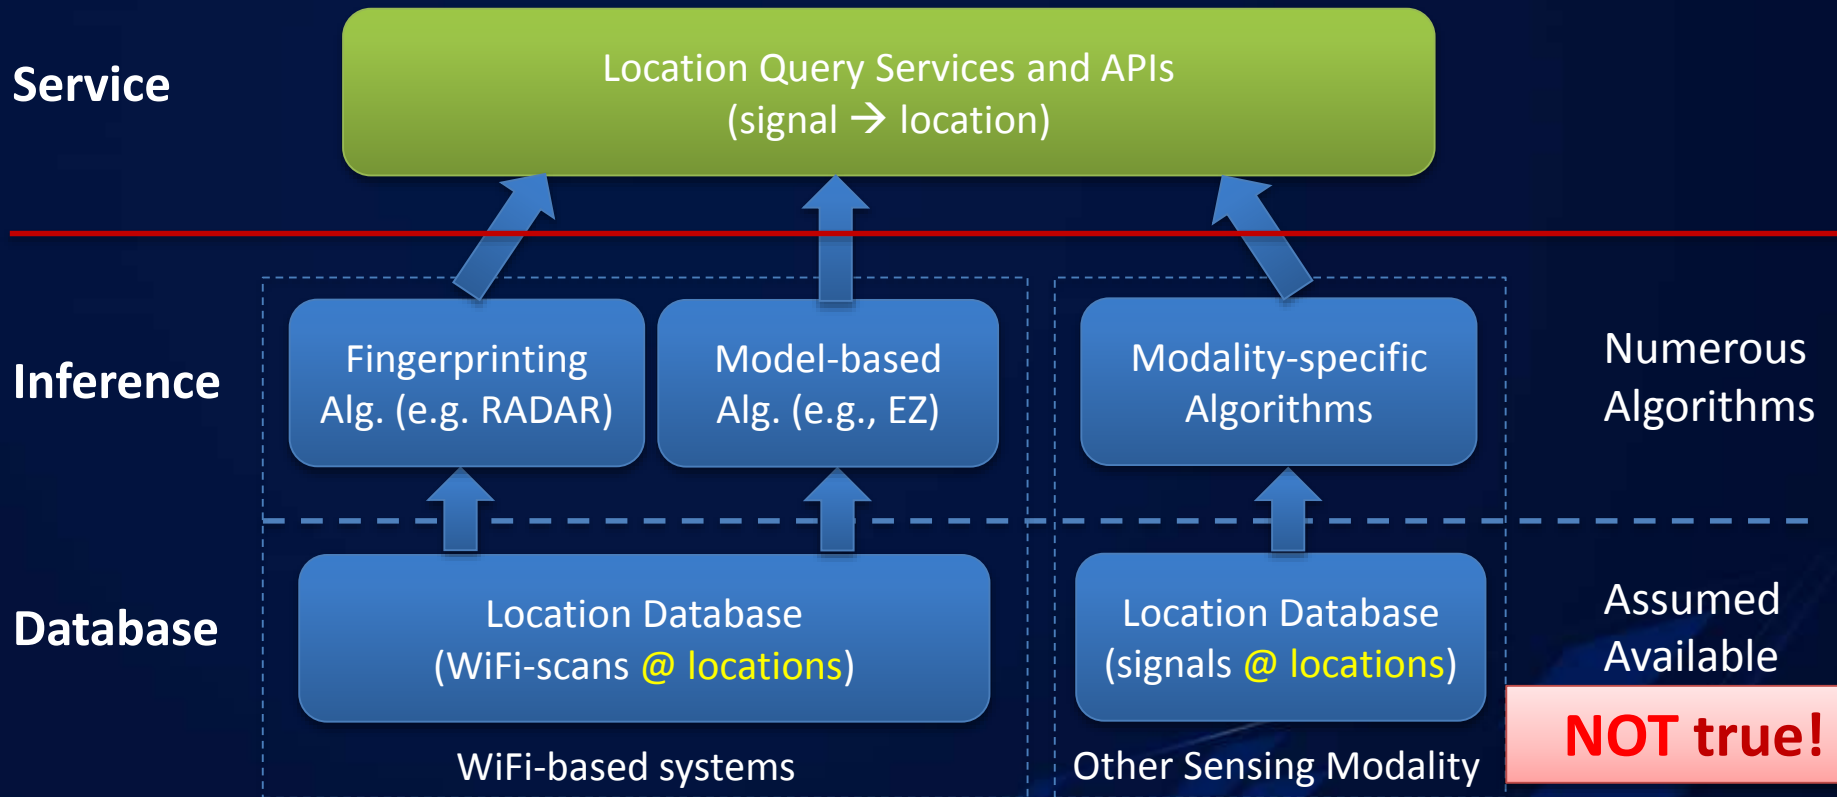 Service
Location Query Services and APIs
(signal → location)
Inference
Fingerprinting
Alg. (e.g. RADAR)
Model-based
Alg. (e.g., EZ)
Modality-specific
Algorithms
Numerous
Algorithms
Database
Location Database
(WiFi-scans @ locations)
Location Database
(signals @ locations)
Assumed
Available
NOT true!
WiFi-based systems
Other Sensing Modality